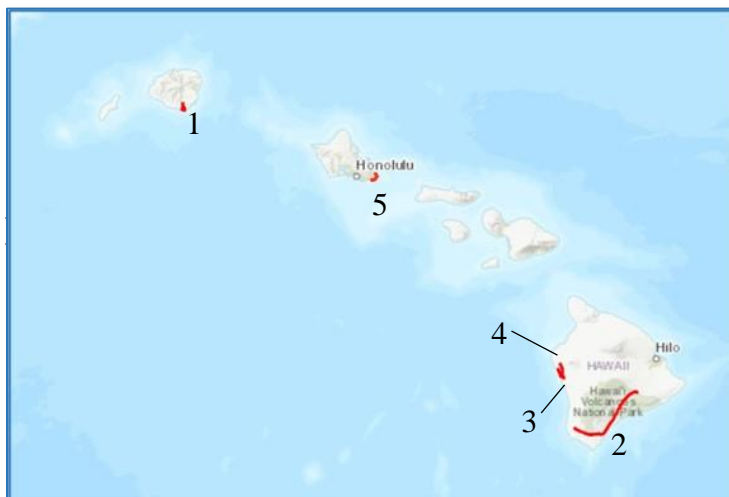 1
Honolulu
5
4
Hilo
HAWAII
Hawai'i
Volcanoes
National Park
3
2